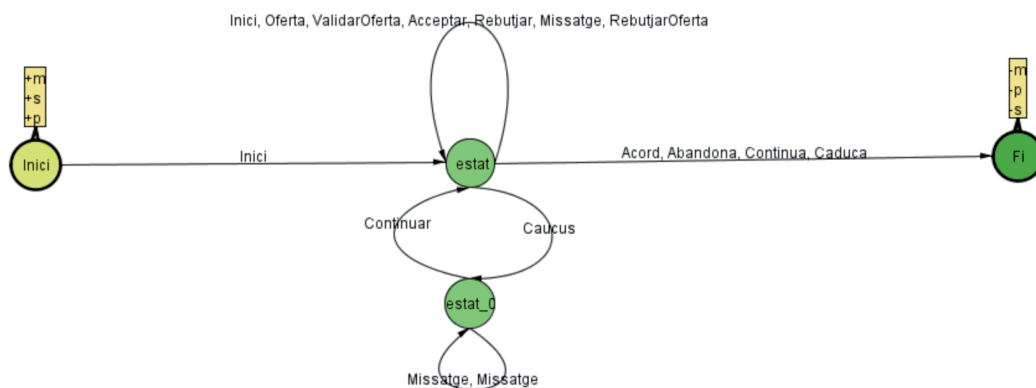 Inici, Oferta, ValidarOferta, Acceptar, Rebutjar, Missatge, RebutjarOferta
+m
+s
+p
Inici
Inici
estat
Acord, Abandona, Continua, Caduca
-m
-p
-s
Fi
Continuar
Caucus
estat_0
Missatge, Missatge